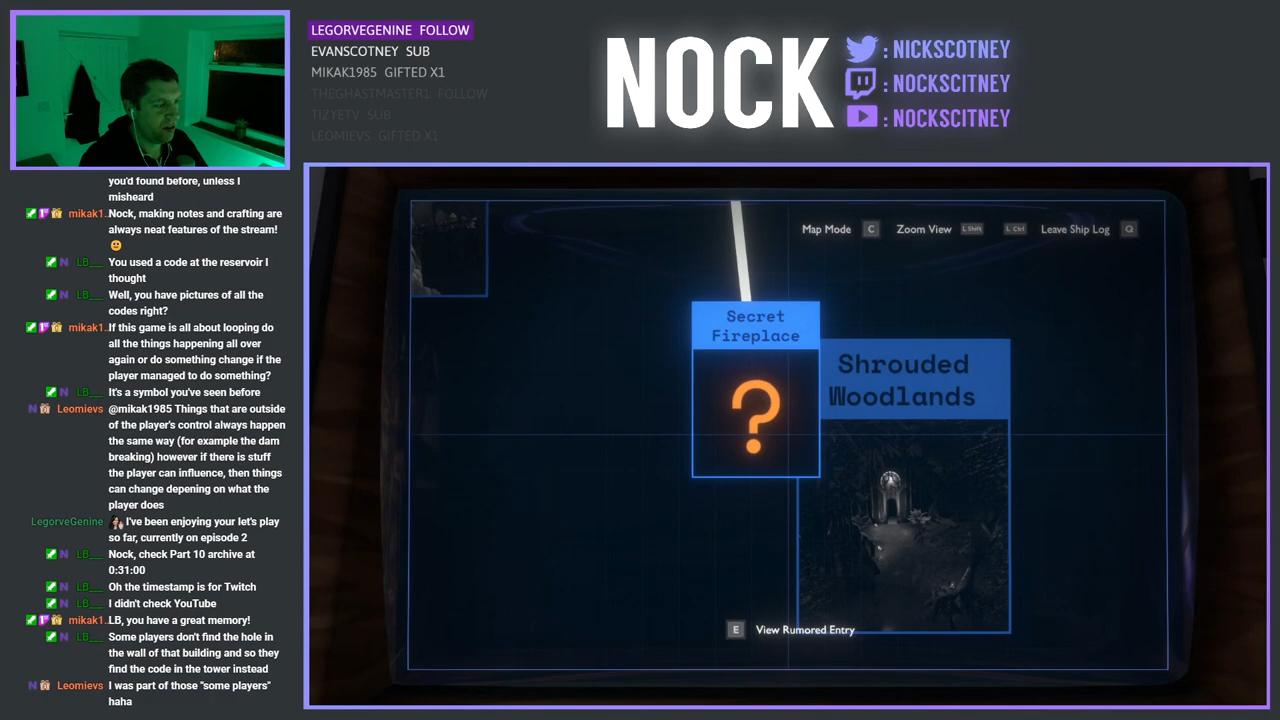 LEGORVEGENINE FOLLOW
EVANSCOTNEY SUB
MIKAK1985 GIFTED X1
THEGHASTMASTER1 FOLLOW
TIZYETV SUB
LEOMIEVS GIFTED X1
NOCK
: NICKSCOTNEY
: NOCKSCITNEY
: NOCKSCITNEY
you'd found before, unless I
misheard
mikak1.. Nock, making notes and crafting are
always neat features of the stream!
N LB__ You used a code at the reservoir I
thought
N LB__ Well, you have pictures of all the
codes right?
mikak1.. If this game is all about looping do
all the things happening all over
again or do something change if the
player managed to do something?
N LB__ It's a symbol you've seen before
N Leomievs @mikak1985 Things that are outside
of the player's control always happen
the same way (for example the dam
breaking) however if there is stuff
the player can influence, then things
can change depening on what the
player does
LegorveGenine I've been enjoying your let's play
so far, currently on episode 2
N LB__ Nock, check Part 10 archive at
0:31:00
N LB__ Oh the timestamp is for Twitch
N LB__ I didn't check YouTube
mikak1.. LB, you have a great memory!
N LB__ Some players don't find the hole in
the wall of that building and so they
find the code in the tower instead
N Leomievs I was part of those "some players"
haha
Map Mode C Zoom View L Shift L Ctrl Leave Ship Log Q
Secret
Fireplace
?
Shrouded
Woodlands
E View Rumored Entry